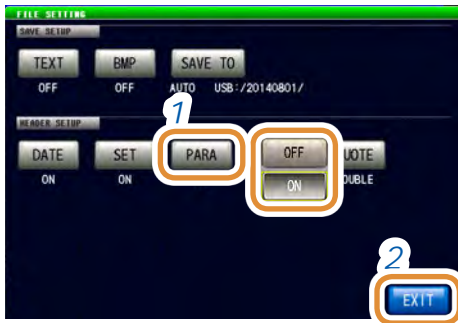 FILE SETTING
SAVE SETUP
TEXT BMP SAVE TO
OFF OFF AUTO USB:/20140801/
1
HEADER SETUP
DATE SET PARA OFF UOTE
ON ON ON OUBLE
2
EXIT